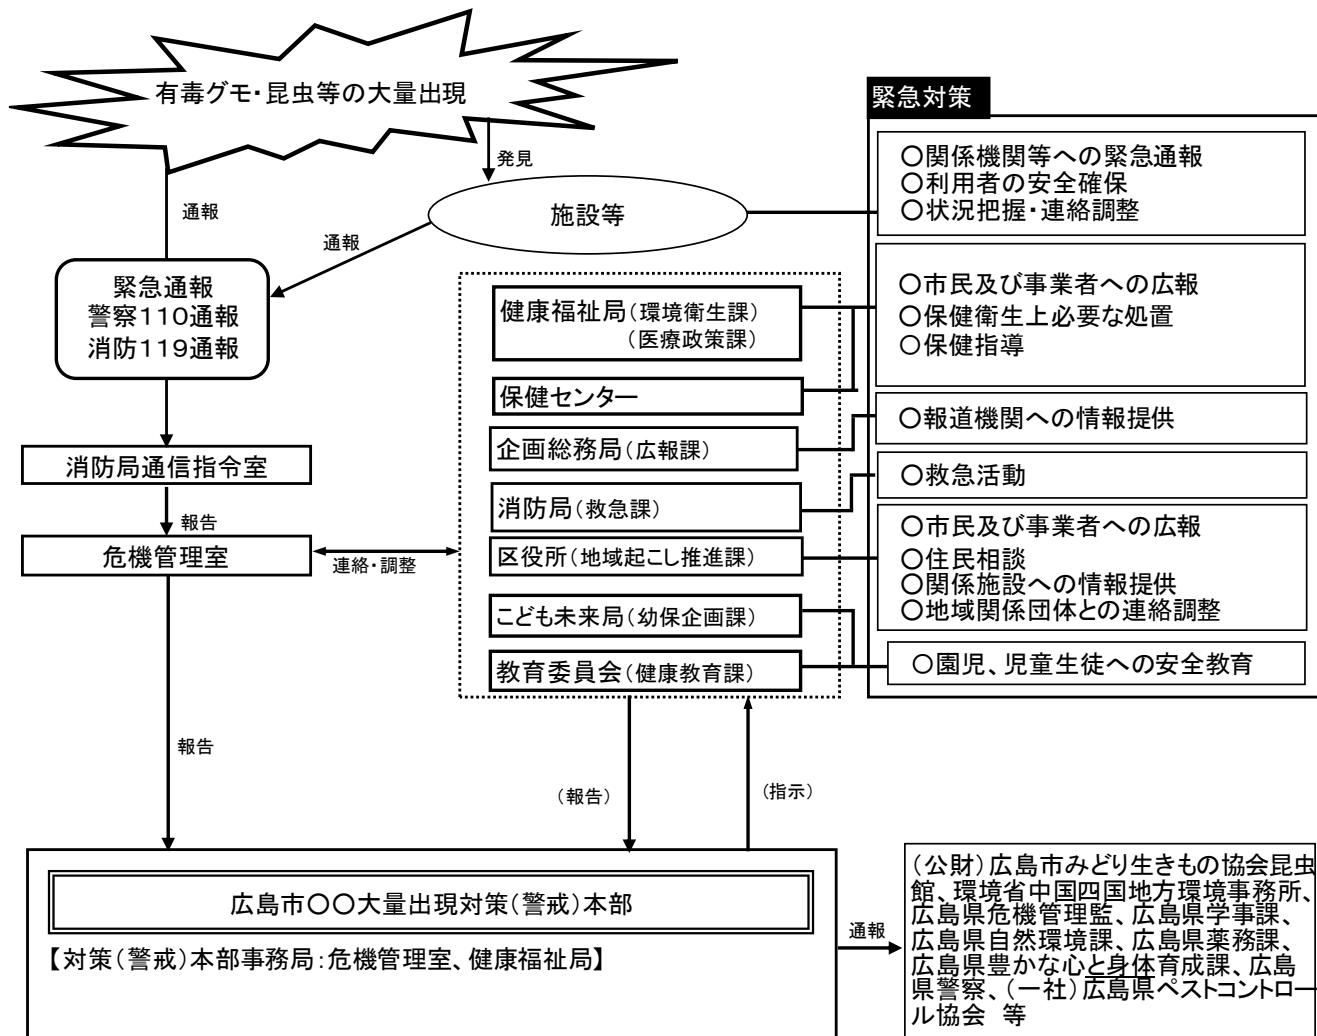 有毒グモ・昆虫等の大量出現
発見
通報
施設等
通報
緊急通報
警察110通報
消防119通報
消防局通信指令室
報告
危機管理室
連絡・調整
報告
健康福祉局(環境衛生課)
(医療政策課)
保健センター
企画総務局(広報課)
消防局(救急課)
区役所(地域起こし推進課)
こども未来局(幼保企画課)
教育委員会(健康教育課)
緊急対策
○関係機関等への緊急通報
○利用者の安全確保
○状況把握・連絡調整
○市民及び事業者への広報
○保健衛生上必要な処置
○保健指導
○報道機関への情報提供
○救急活動
○市民及び事業者への広報
○住民相談
○関係施設への情報提供
○地域関係団体との連絡調整
○園児、児童生徒への安全教育
(報告)
(指示)
広島市○○大量出現対策(警戒)本部
【対策(警戒)本部事務局:危機管理室、健康福祉局】
通報
(公財)広島市みどり生きもの協会昆虫
館、環境省中国四国地方環境事務所、
広島県危機管理監、広島県学事課、
広島県自然環境課、広島県薬務課、
広島県豊かな心と身体育成課、広島
県警察、(一社)広島県ペストコントロー
ル協会 等